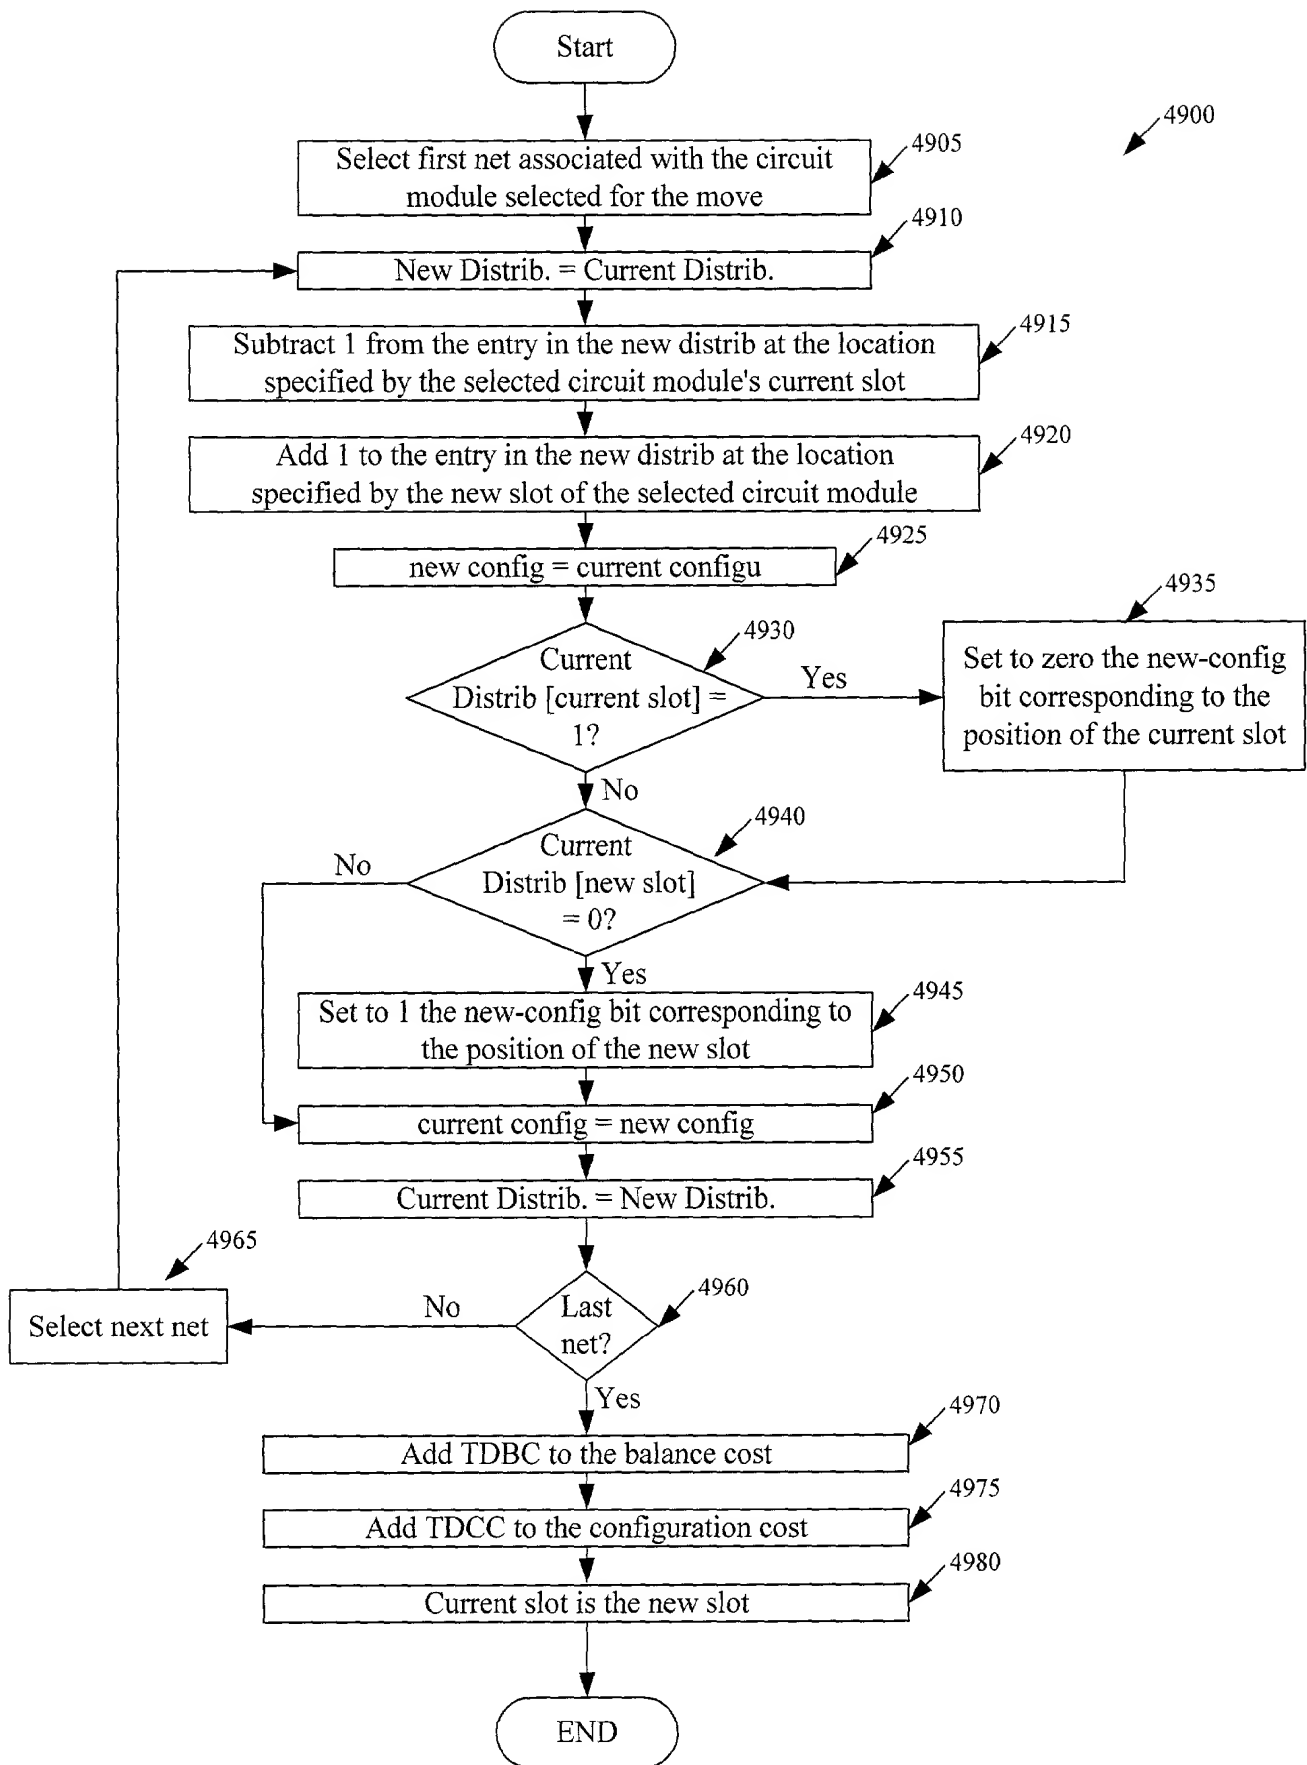 Start
4900
4905
Select first net associated with the circuit
module selected for the move
4910
New Distrib. = Current Distrib.
4915
Subtract 1 from the entry in the new distrib at the location
specified by the selected circuit module's current slot
4920
Add 1 to the entry in the new distrib at the location
specified by the new slot of the selected circuit module
4925
new config = current configu
4930
Current
Distrib [current slot] =
1?
Yes
4935
Set to zero the new-config
bit corresponding to the
position of the current slot
No
4940
Current
Distrib [new slot]
= 0?
No
Yes
4945
Set to 1 the new-config bit corresponding to
the position of the new slot
4950
current config = new config
4955
Current Distrib. = New Distrib.
4965
Select next net
No
4960
Last
net?
Yes
4970
Add TDBC to the balance cost
4975
Add TDCC to the configuration cost
4980
Current slot is the new slot
END